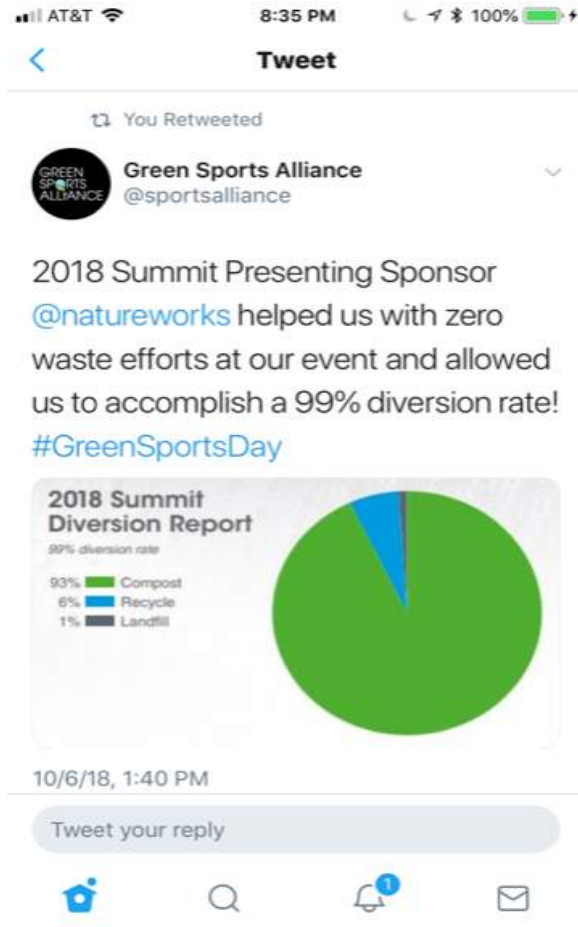 AT&T 8:35 PM 100%
Tweet
You Retweeted
GREEN
SPORTS
ALLIANCE
Green Sports Alliance
@sportsalliance
2018 Summit Presenting Sponsor
@natureworks helped us with zero
waste efforts at our event and allowed
us to accomplish a 99% diversion rate!
#GreenSportsDay
2018 Summit
Diversion Report
99% diversion rate
93% Compost
6% Recycle
1% Landfill
10/6/18, 1:40 PM
Tweet your reply
1